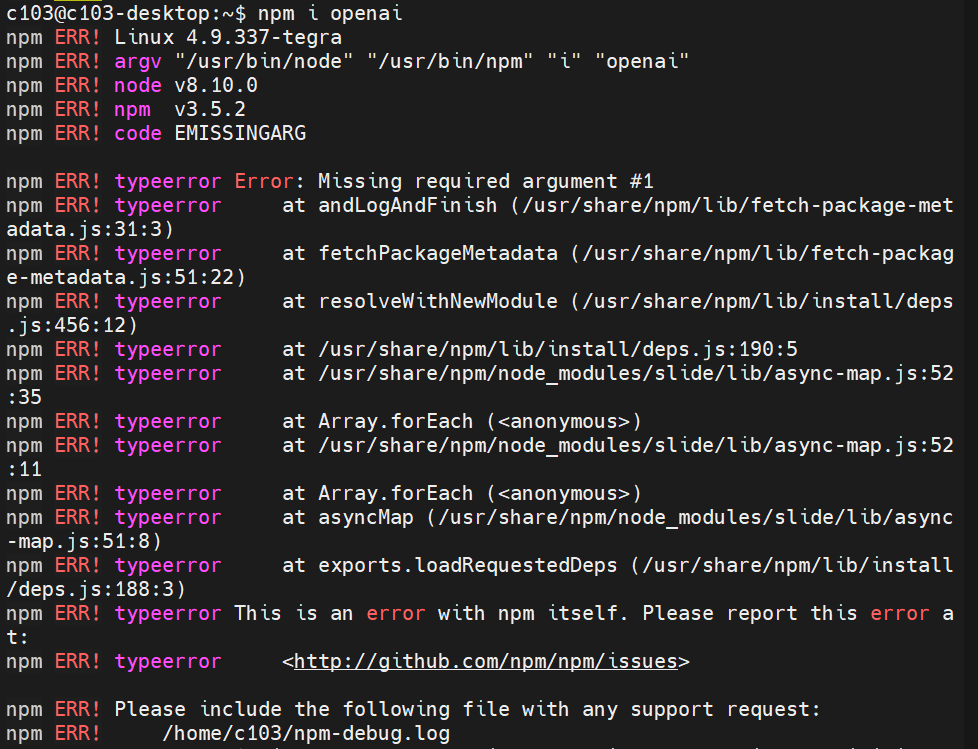 c103@c103-desktop:~$ npm i openai
npm ERR! Linux 4.9.337-tegra
npm ERR! argv "/usr/bin/node" "/usr/bin/npm" "i" "openai"
npm ERR! node v8.10.0
npm ERR! npm  v3.5.2
npm ERR! code EMISSINGARG

npm ERR! typeerror Error: Missing required argument #1
npm ERR! typeerror     at andLogAndFinish (/usr/share/npm/lib/fetch-package-met
adata.js:31:3)
npm ERR! typeerror     at fetchPackageMetadata (/usr/share/npm/lib/fetch-packag
e-metadata.js:51:22)
npm ERR! typeerror     at resolveWithNewModule (/usr/share/npm/lib/install/deps
.js:456:12)
npm ERR! typeerror     at /usr/share/npm/lib/install/deps.js:190:5
npm ERR! typeerror     at /usr/share/npm/node_modules/slide/lib/async-map.js:52
:35
npm ERR! typeerror     at Array.forEach (<anonymous>)
npm ERR! typeerror     at /usr/share/npm/node_modules/slide/lib/async-map.js:52
:11
npm ERR! typeerror     at Array.forEach (<anonymous>)
npm ERR! typeerror     at asyncMap (/usr/share/npm/node_modules/slide/lib/async
-map.js:51:8)
npm ERR! typeerror     at exports.loadRequestedDeps (/usr/share/npm/lib/install
/deps.js:188:3)
npm ERR! typeerror This is an error with npm itself. Please report this error a
t:
npm ERR! typeerror     <http://github.com/npm/npm/issues>

npm ERR! Please include the following file with any support request:
npm ERR!     /home/c103/npm-debug.log